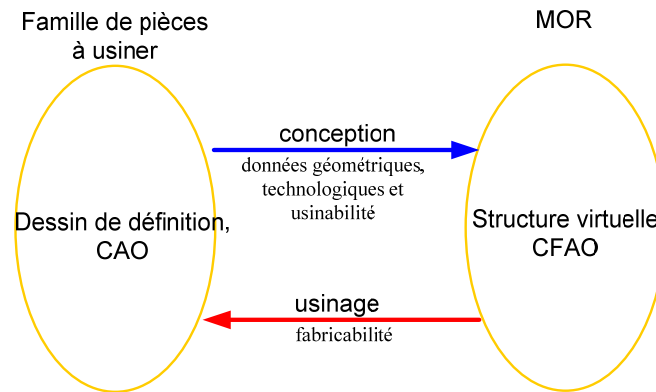 Famille de pièces
à usiner
MOR
conception
données géométriques,
technologiques et
usinabilité
Dessin de définition,
CAO
Structure virtuelle
CFAO
usinage
fabricabilité